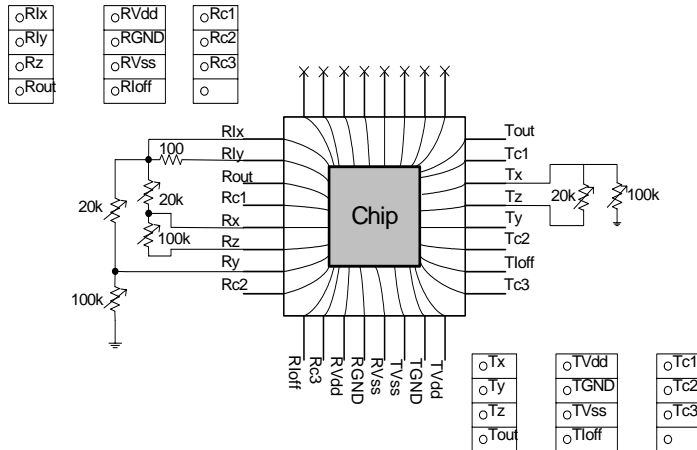 RIx RVdd Rc1
RIy RGND Rc2
Rz RVss Rc3
Rout RIoff
RIx
100
RIy
Rout
Rc1
Rx
Rz
Ry
Rc2
20k
20k
100k
100k
Chip
Tout
Tc1
Tx
Tz
Ty
Tc2
TIoff
Tc3
20k
100k
RIoff
Rc3
RVdd
RGND
RVss
TVss
TGND
TVdd
Tx TVdd Tc1
Ty TGND Tc2
Tz TVss Tc3
Tout TIoff